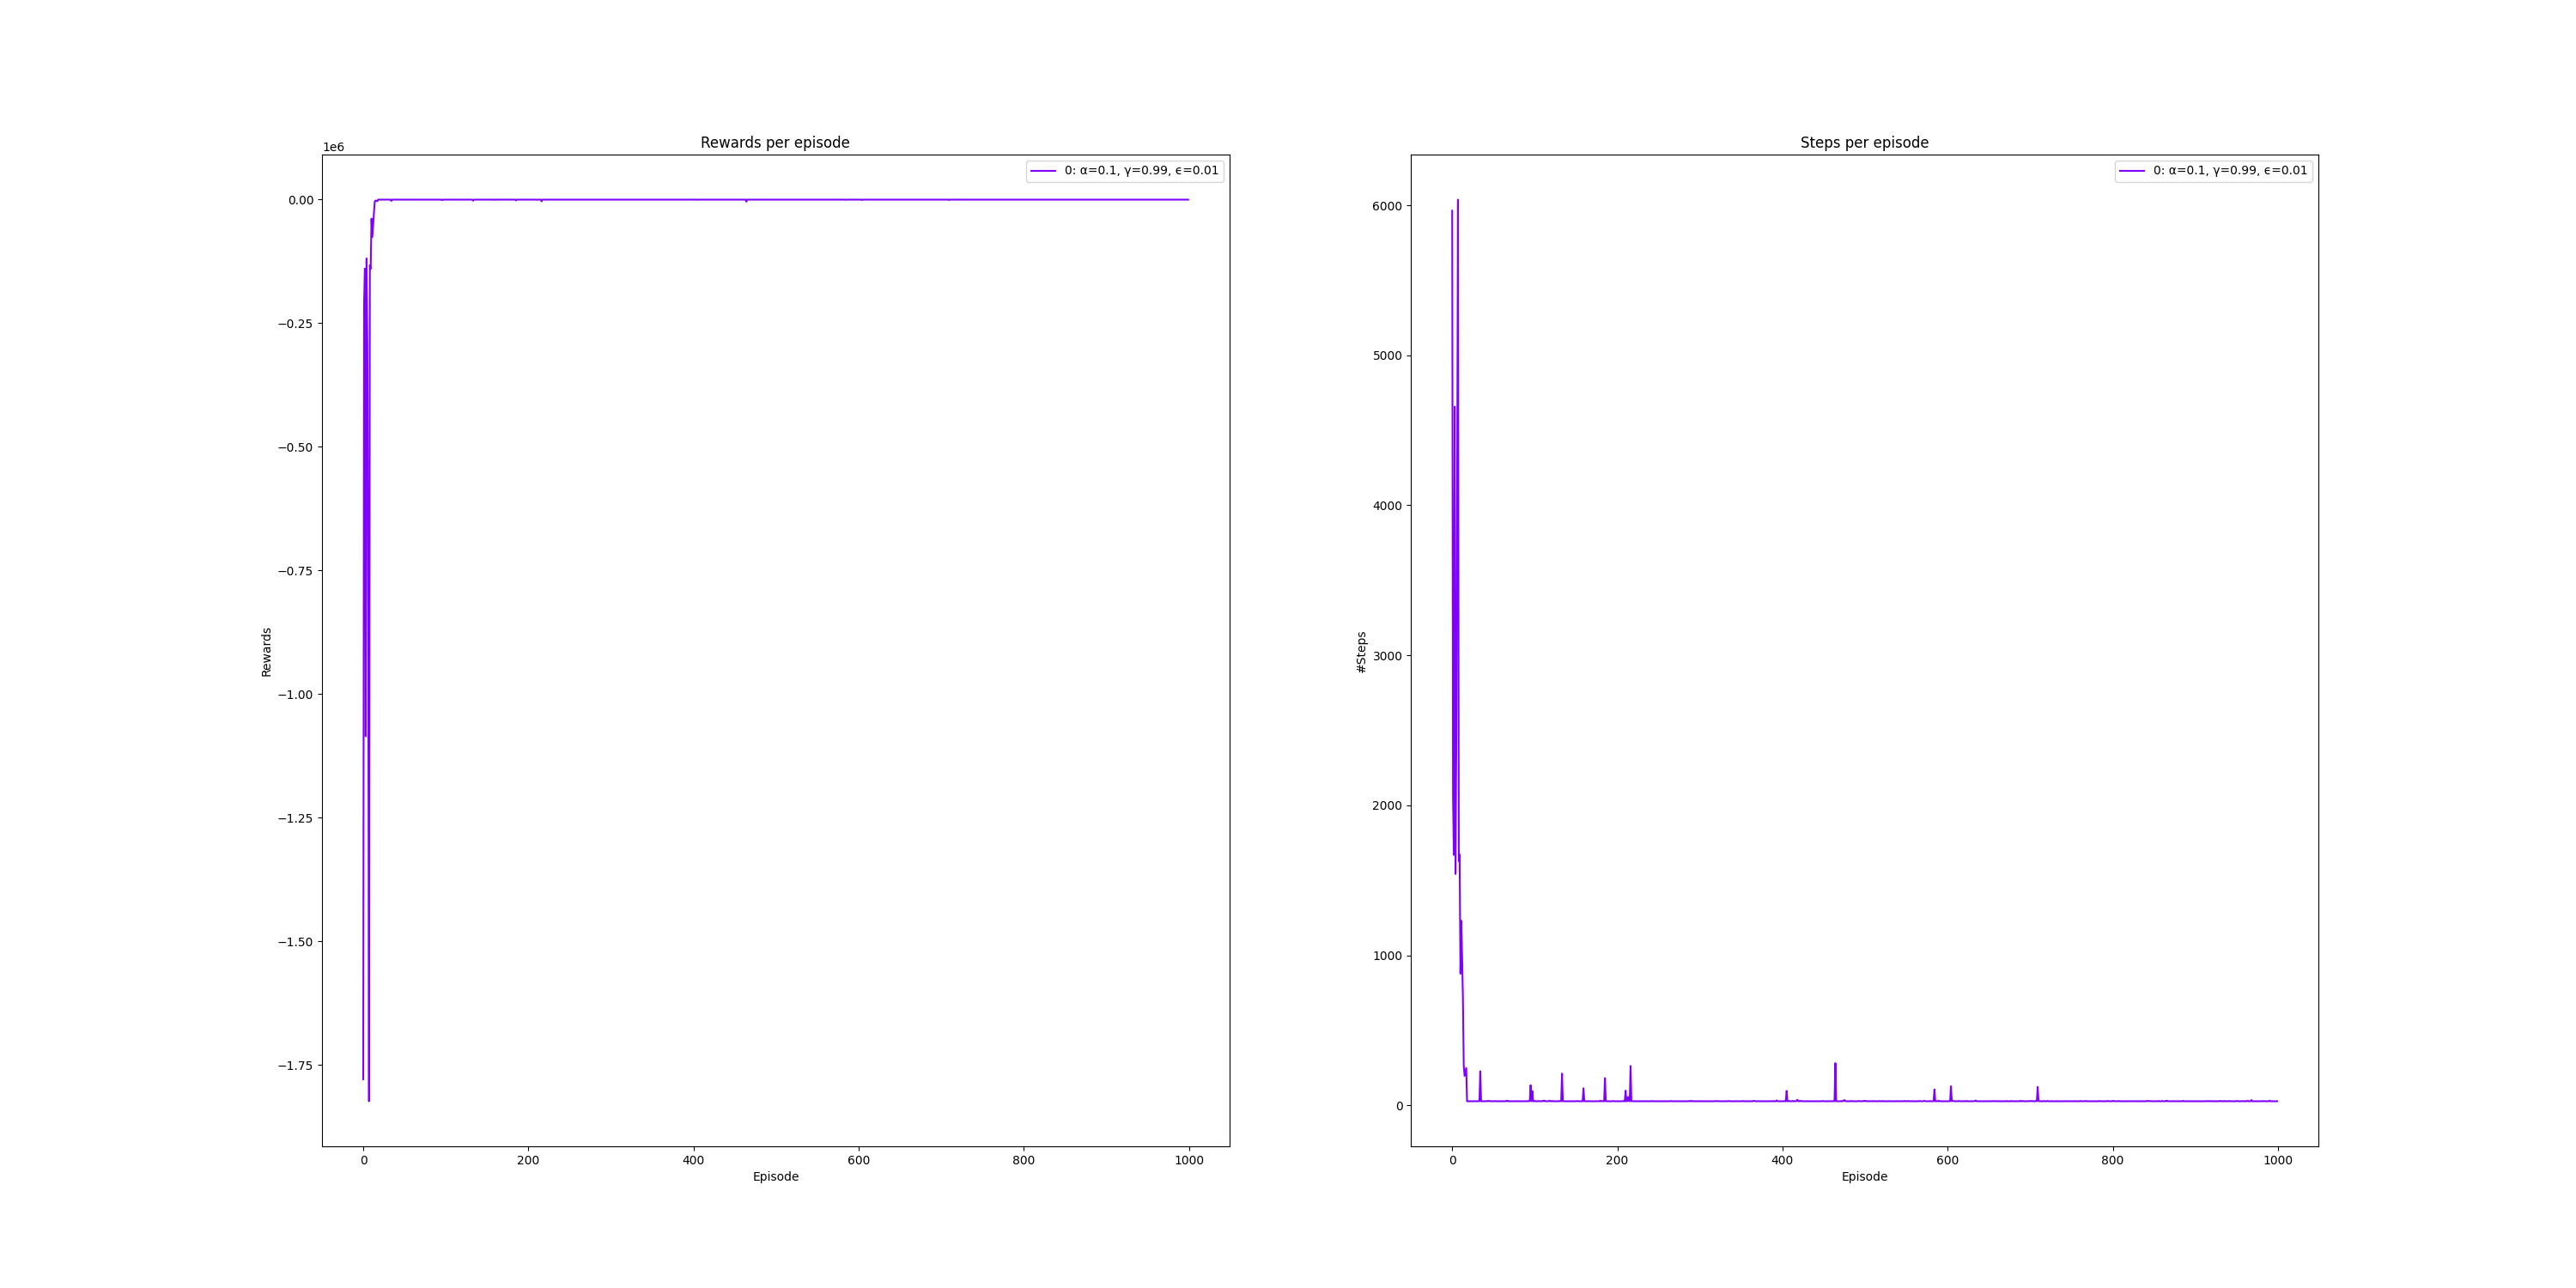 Rewards per episode
1e6
0: α=0.1, γ=0.99, ϵ=0.01
0.00
−0.25
−0.50
−0.75
−1.00
−1.25
−1.50
−1.75
Rewards
0 200 400 600 800 1000
Episode
Steps per episode
0: α=0.1, γ=0.99, ϵ=0.01
6000
5000
4000
3000
2000
1000
0
#Steps
0 200 400 600 800 1000
Episode